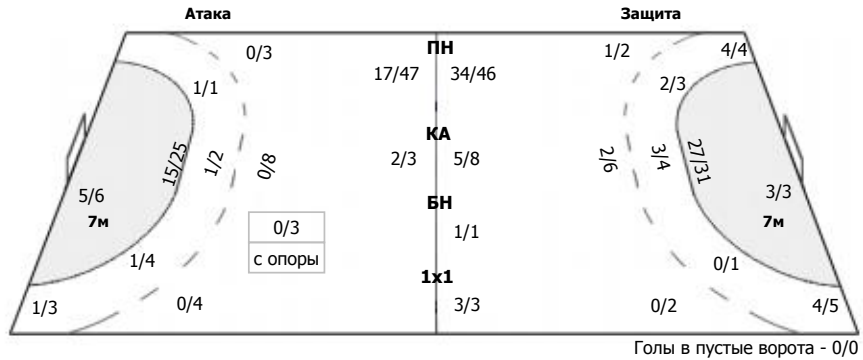 Атака Защита
0/3 ПН 1/2 4/4
17/47 34/46
1/1 2/3
КА
15/25 1/2 0/8 2/3 5/8 2/6 3/4 27/31
5/6 БН 3/3
7м 7м
0/3 1/1
с опоры
1/4 0/1
1x1
1/3 0/4 3/3 0/2 4/5
Голы в пустые ворота - 0/0